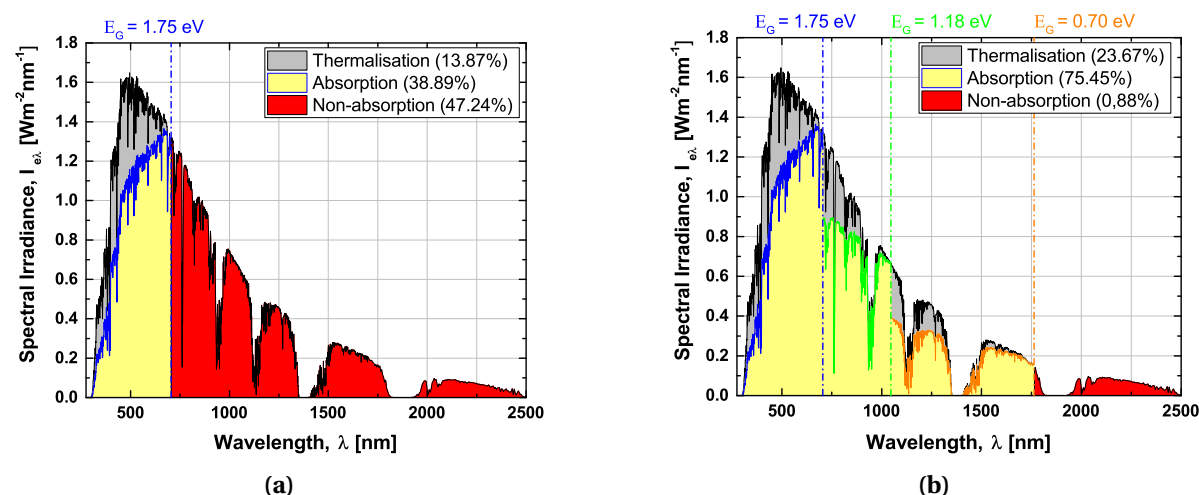 E_G = 1.75 eV
1.8
1.6
1.4
1.2
1.0
0.8
0.6
0.4
0.2
0.0
Spectral Irradiance, I_eλ [Wm-2nm-1]
Thermalisation (13.87%)
Absorption (38.89%)
Non-absorption (47.24%)
500 1000 1500 2000 2500
Wavelength, λ [nm]
(a)
E_G = 1.75 eV E_G = 1.18 eV E_G = 0.70 eV
1.8
1.6
1.4
1.2
1.0
0.8
0.6
0.4
0.2
0.0
Spectral Irradiance, I_eλ [Wm-2nm-1]
Thermalisation (23.67%)
Absorption (75.45%)
Non-absorption (0,88%)
500 1000 1500 2000 2500
Wavelength, λ [nm]
(b)